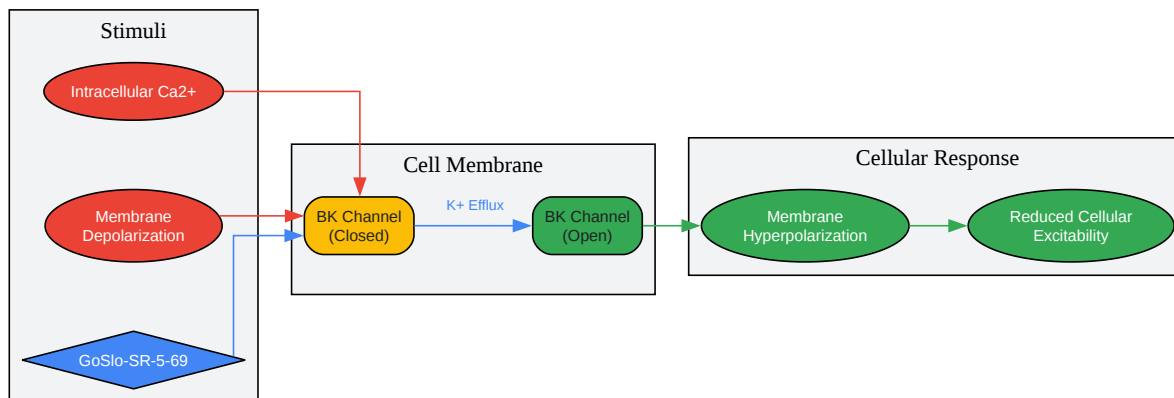 Stimuli
Intracellular Ca2+
Membrane
Depolarization
GoSlo-SR-5-69
Cell Membrane
BK Channel
(Closed)
K+ Efflux
BK Channel
(Open)
Cellular Response
Membrane
Hyperpolarization
Reduced Cellular
Excitability